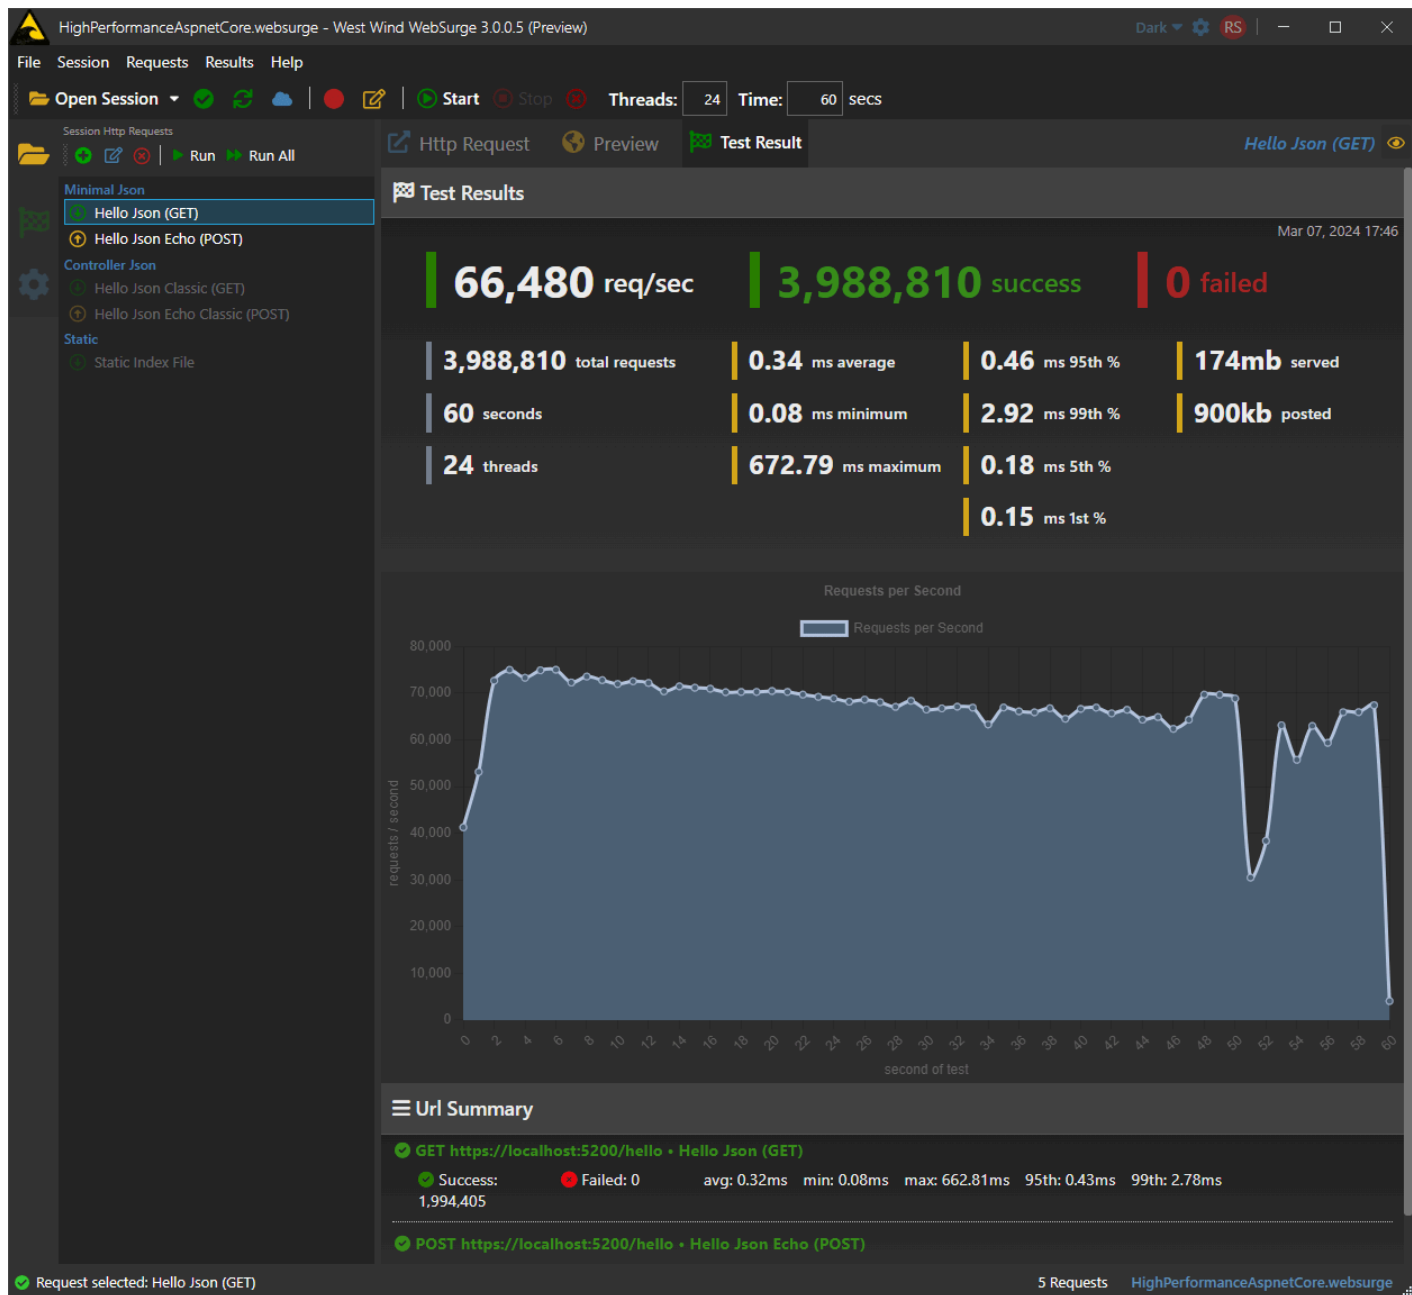 HighPerformanceAspnetCore.websurge - West Wind WebSurge 3.0.0.5 (Preview)
Dark
RS
File Session Requests Results Help
Open Session
Start
Stop
Threads: 24 Time: 60 secs
Session Http Requests
Run Run All
Minimal Json
Hello Json (GET)
Hello Json Echo (POST)
Controller Json
Hello Json Classic (GET)
Hello Json Echo Classic (POST)
Static
Static Index File
Http Request Preview Test Result
Hello Json (GET)
Test Results
Mar 07, 2024 17:46
66,480 req/sec 3,988,810 success 0 failed
3,988,810 total requests 0.34 ms average 0.46 ms 95th % 174mb served
60 seconds 0.08 ms minimum 2.92 ms 99th % 900kb posted
24 threads 672.79 ms maximum 0.18 ms 5th %
0.15 ms 1st %
Requests per Second
Requests per Second
80,000
70,000
60,000
50,000
40,000
30,000
20,000
10,000
0
requests / second
0 2 4 6 8 10 12 14 16 18 20 22 24 26 28 30 32 34 36 38 40 42 44 46 48 50 52 54 56 58 60
second of test
Url Summary
GET https://localhost:5200/hello • Hello Json (GET)
Success: Failed: 0 avg: 0.32ms min: 0.08ms max: 662.81ms 95th: 0.43ms 99th: 2.78ms
1,994,405
POST https://localhost:5200/hello • Hello Json Echo (POST)
Request selected: Hello Json (GET)
5 Requests HighPerformanceAspnetCore.websurge